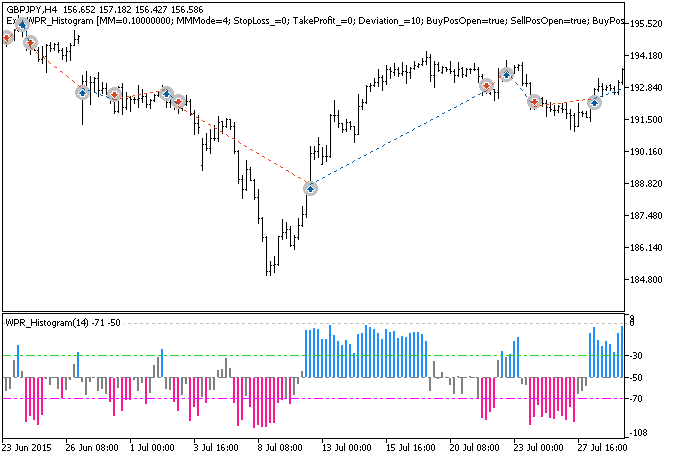 GBPJPY,H4 156.652 157.182 156.427 156.586
WPR_Histogram [MM=0.10000000; MMMode=4; StopLoss_=0; TakeProfit_=0; Deviation_=10; BuyPosOpen=true; SellPosOpen=true; BuyPos
195.520
194.180
192.840
191.500
190.160
188.820
187.480
186.140
184.800
WPR_Histogram(14) -71 -50
0
-30
-50
-70
-108
23 Jun 2015
26 Jun 08:00
1 Jul 00:00
3 Jul 16:00
8 Jul 08:00
13 Jul 00:00
15 Jul 16:00
20 Jul 08:00
23 Jul 00:00
27 Jul 16:00